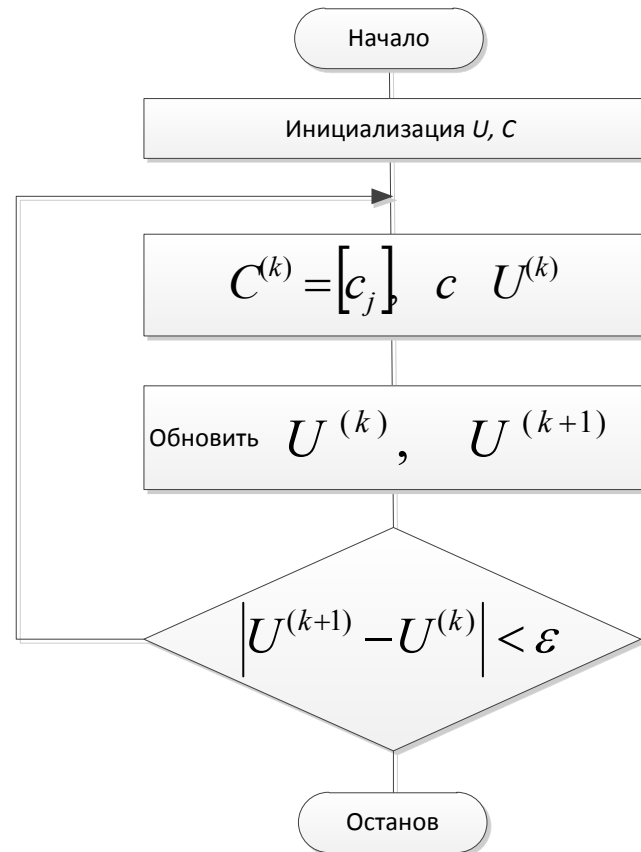 Начало
Инициализация U, C
C^(k) = [c_j], c U^(k)
Обновить U^(k), U^(k+1)
|U^(k+1) − U^(k)| < ε
Останов